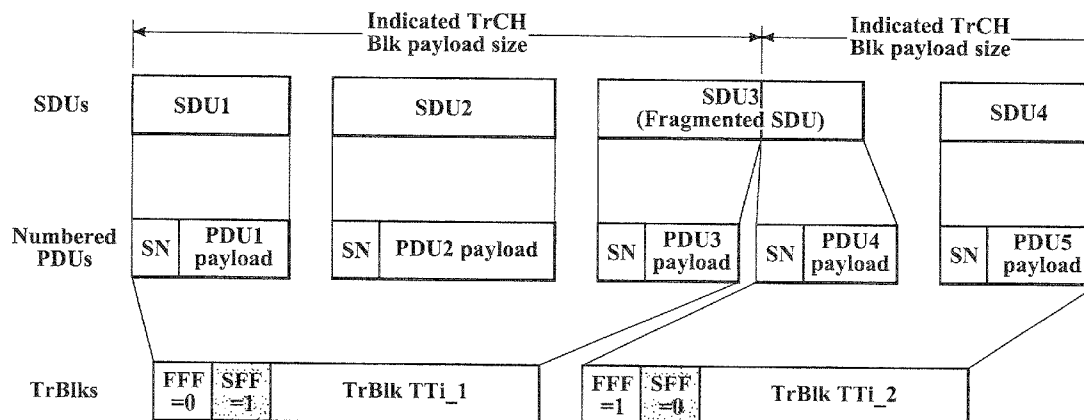 Indicated TrCH
Blk payload size
Indicated TrCH
Blk payload size
SDUs
SDU1
SDU2
SDU3
(Fragmented SDU)
SDU4
Numbered
PDUs
SN
PDU1
payload
SN
PDU2 payload
SN
PDU3
payload
SN
PDU4
payload
SN
PDU5
payload
TrBlks
FFF
=0
SFF
=1
TrBlk TTi_1
FFF
=1
SFF
=0
TrBlk TTi_2